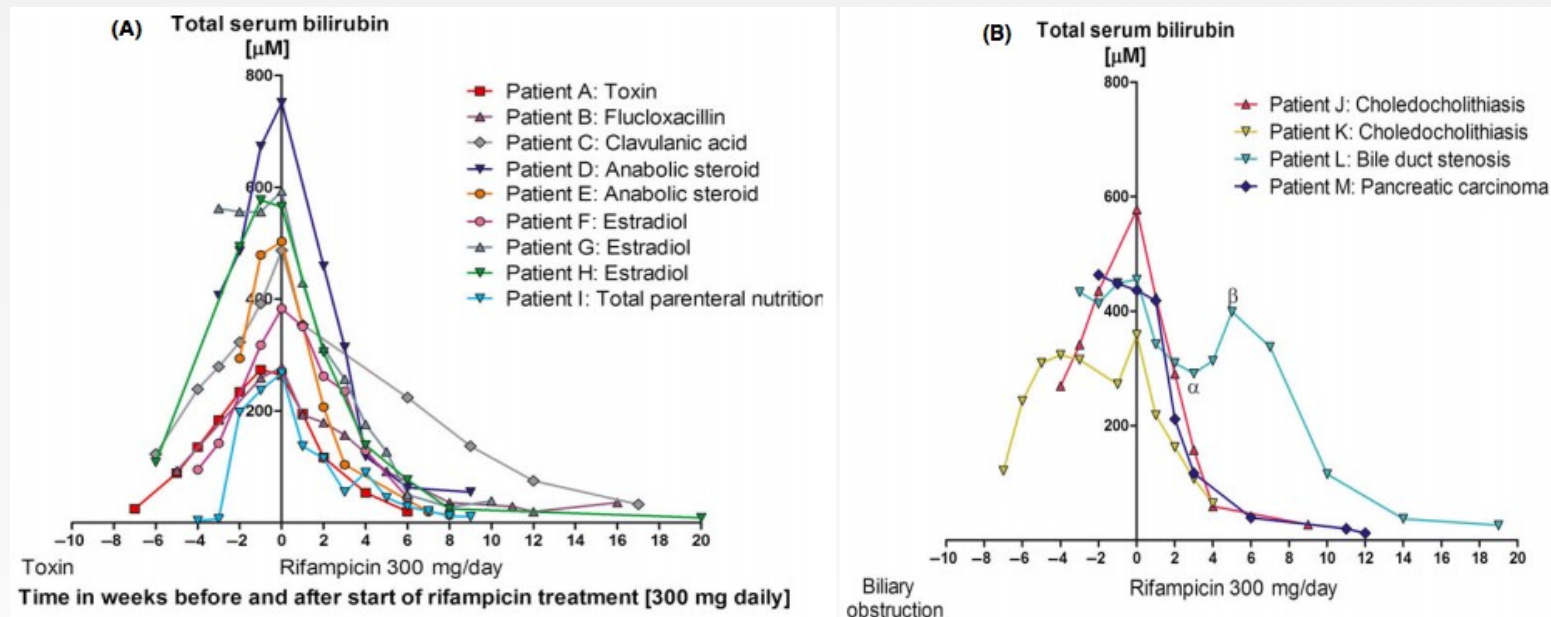 (A)
Total serum bilirubin
[µM]
800
600
400
200
Patient A: Toxin
Patient B: Flucloxacillin
Patient C: Clavulanic acid
Patient D: Anabolic steroid
Patient E: Anabolic steroid
Patient F: Estradiol
Patient G: Estradiol
Patient H: Estradiol
Patient I: Total parenteral nutrition
–10 –8 –6 –4 –2 0 2 4 6 8 10 12 14 16 18 20
Toxin
Rifampicin 300 mg/day
Time in weeks before and after start of rifampicin treatment [300 mg daily]
(B)
Total serum bilirubin
[µM]
800
600
400
200
Patient J: Choledocholithiasis
Patient K: Choledocholithiasis
Patient L: Bile duct stenosis
Patient M: Pancreatic carcinoma
β
α
–10 –8 –6 –4 –2 0 2 4 6 8 10 12 14 16 18 20
Biliary
obstruction
Rifampicin 300 mg/day